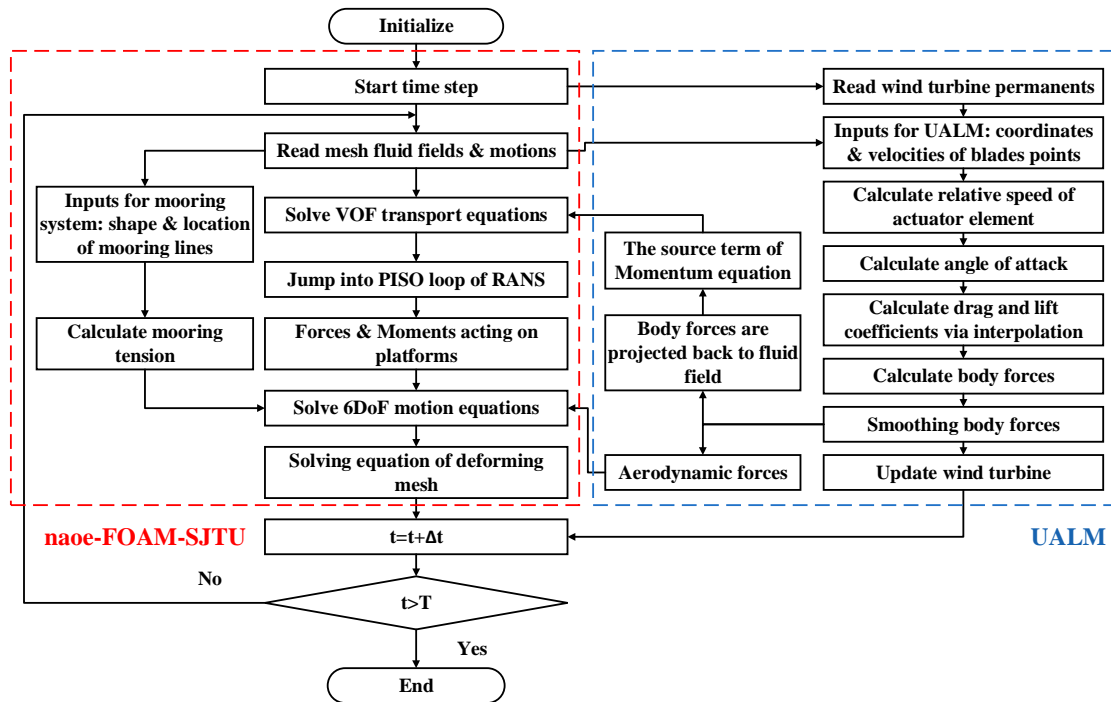 Initialize
Start time step
Read mesh fluid fields & motions
Inputs for mooring
system: shape & location
of mooring lines
Calculate mooring
tension
Solve VOF transport equations
Jump into PISO loop of RANS
Forces & Moments acting on
platforms
Solve 6DoF motion equations
Solving equation of deforming
mesh
naoe-FOAM-SJTU
The source term of
Momentum equation
Body forces are
projected back to fluid
field
Aerodynamic forces
Read wind turbine permanents
Inputs for UALM: coordinates
& velocities of blades points
Calculate relative speed of
actuator element
Calculate angle of attack
Calculate drag and lift
coefficients via interpolation
Calculate body forces
Smoothing body forces
Update wind turbine
UALM
t=t+Δt
No
t>T
Yes
End